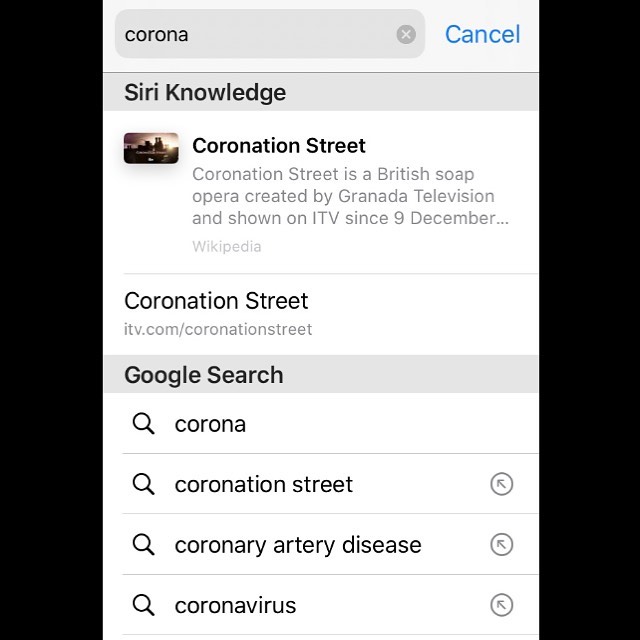 corona
Cancel
Siri Knowledge
Coronation Street
Coronation Street is a British soap
opera created by Granada Television
and shown on ITV since 9 December...
Wikipedia
Coronation Street
itv.com/coronationstreet
Google Search
corona
coronation street
coronary artery disease
coronavirus